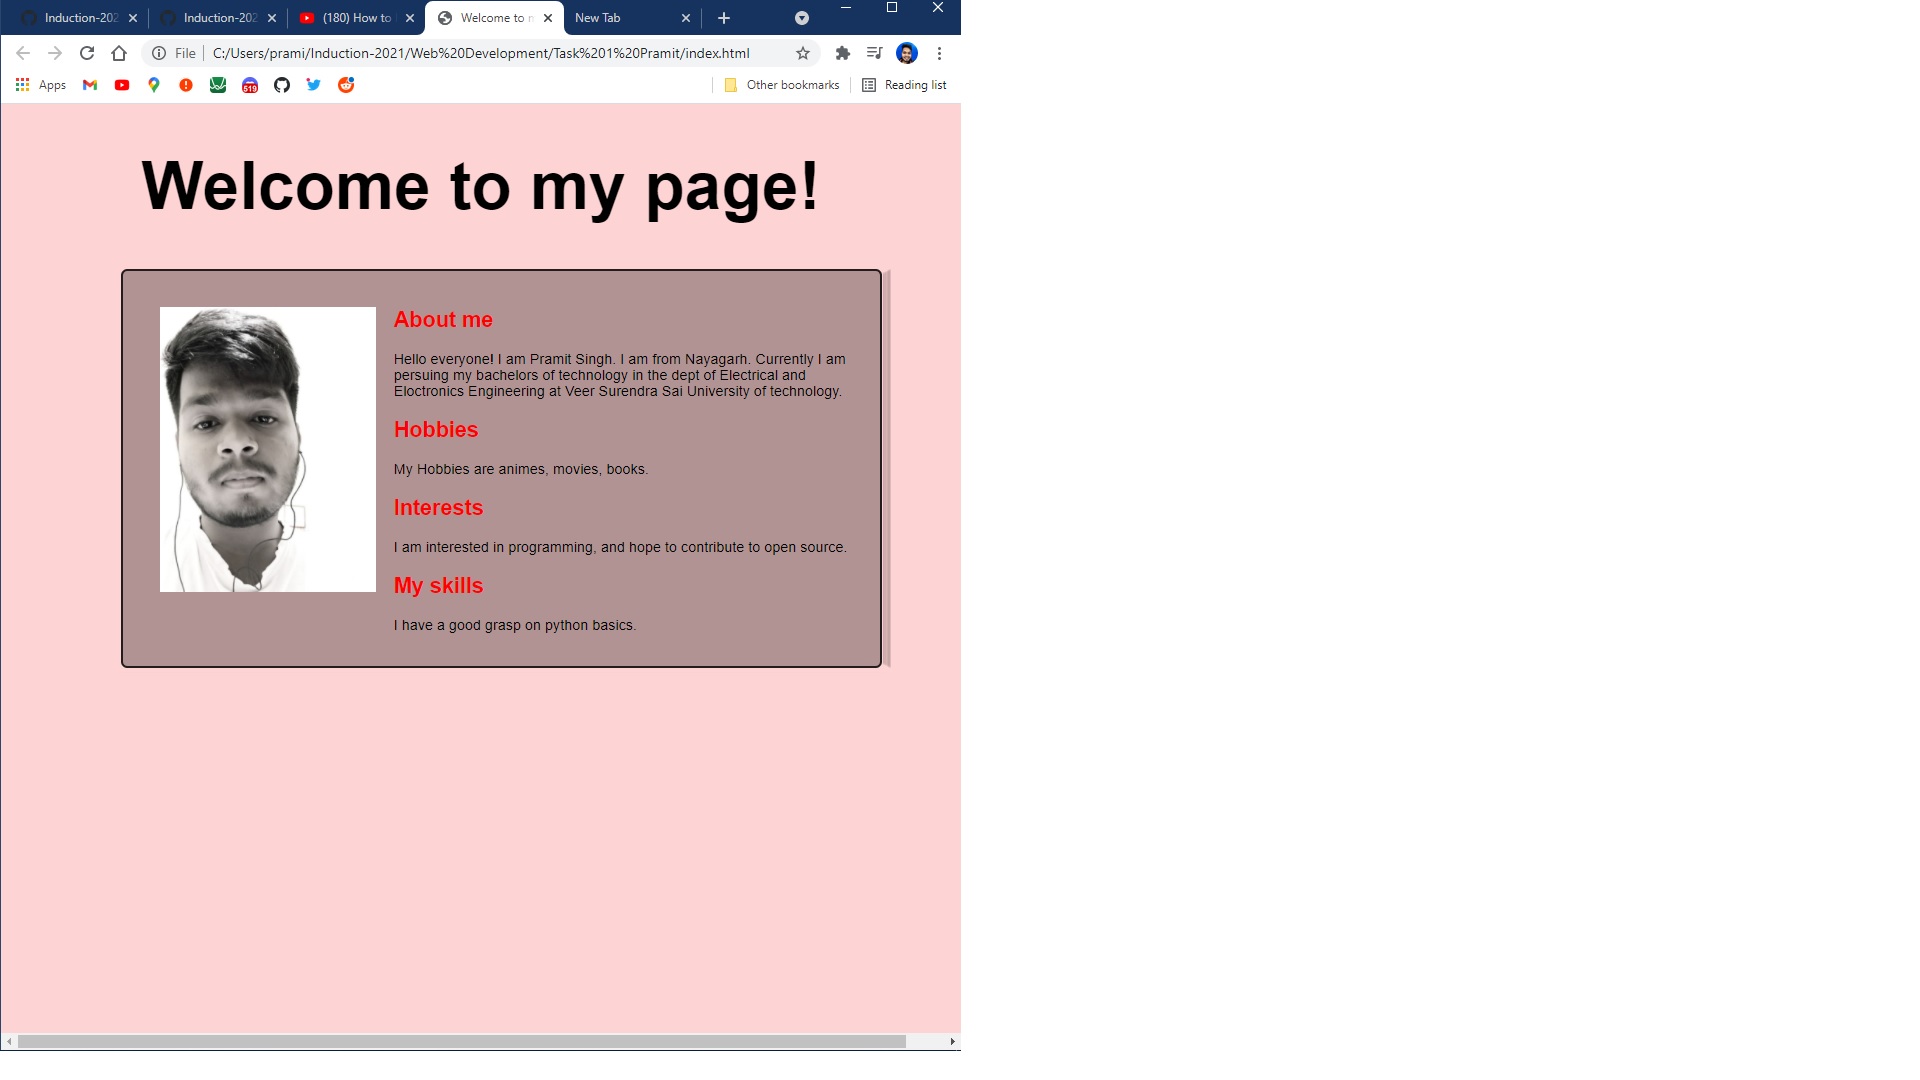 Induction-202
Induction-202
(180) How to
Welcome to m
New Tab
File
C:/Users/prami/Induction-2021/Web%20Development/Task%201%20Pramit/index.html
Apps
519
Other bookmarks
Reading list
Welcome to my page!
About me
Hello everyone! I am Pramit Singh. I am from Nayagarh. Currently I am
persuing my bachelors of technology in the dept of Electrical and
Eloctronics Engineering at Veer Surendra Sai University of technology.
Hobbies
My Hobbies are animes, movies, books.
Interests
I am interested in programming, and hope to contribute to open source.
My skills
I have a good grasp on python basics.